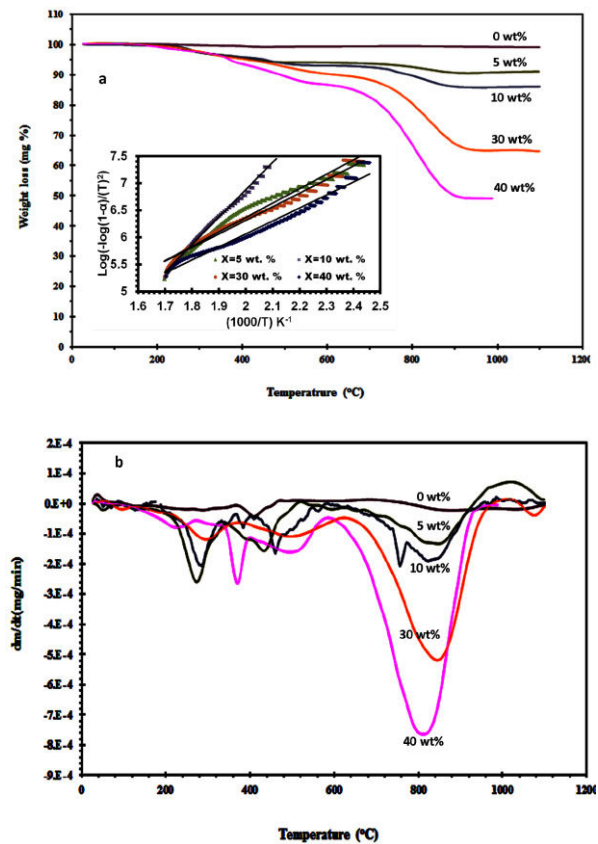 110
100
90
80
70
60
50
40
30
20
10
0
Weight loss (mg %)
a
0 wt%
5 wt%
10 wt%
30 wt%
40 wt%
7.5
7
6.5
6
5.5
5
Log(-log(1-α)/(T)²)
X=5 wt. % X=10 wt. %
X=30 wt. % X=40 wt. %
1.6 1.7 1.8 1.9 2 2.1 2.2 2.3 2.4 2.5
(1000/T) K⁻¹
0 200 400 600 800 1000 1200
Temperatrure (°C)
b
2.E-4
1.E-4
0.E+0
-1.E-4
-2.E-4
-3.E-4
-4.E-4
-5.E-4
-6.E-4
-7.E-4
-8.E-4
-9.E-4
dm/dt(mg/min)
0 wt%
5 wt%
10 wt%
30 wt%
40 wt%
0 200 400 600 800 1000 1200
Temperature (°C)